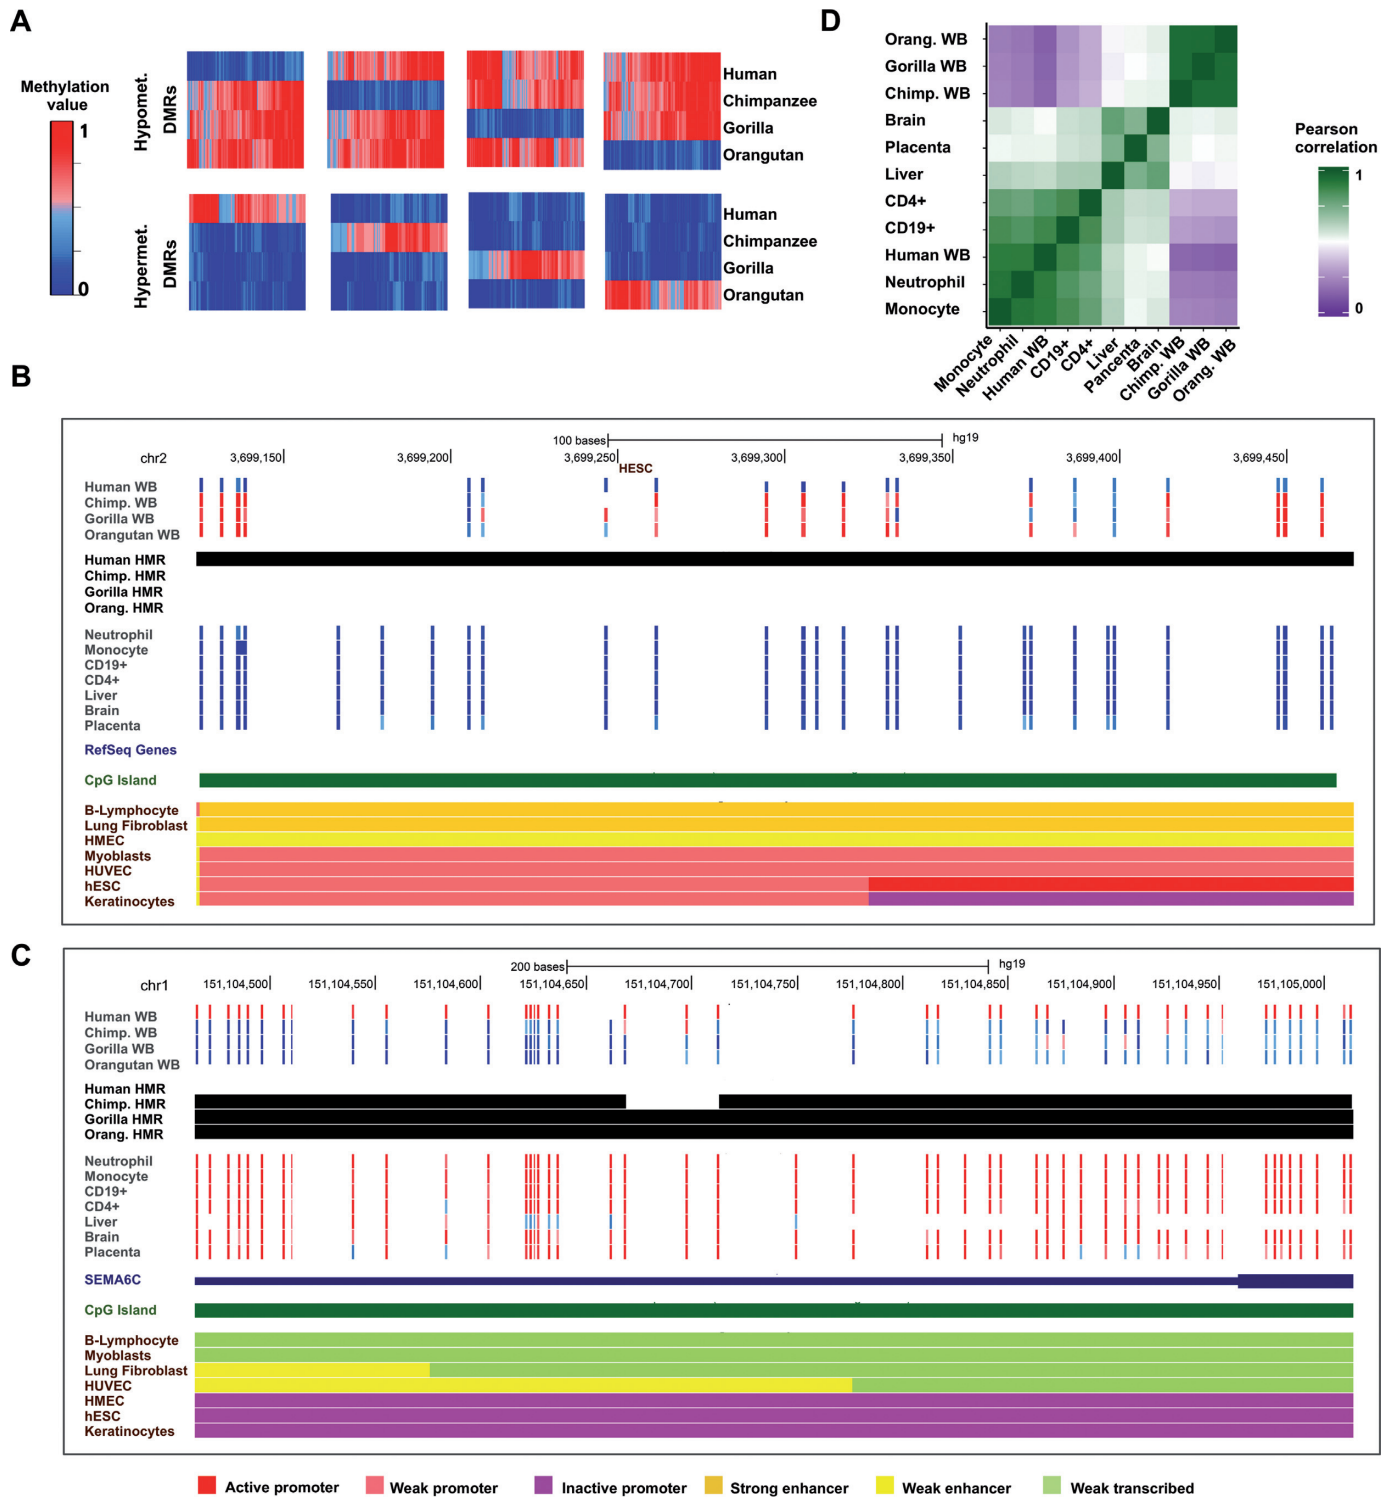 A
Methylation
value
1
0
Hypomet.
DMRs
Human
Chimpanzee
Gorilla
Orangutan
Hypermet.
DMRs
Human
Chimpanzee
Gorilla
Orangutan
D
Orang. WB
Gorilla WB
Chimp. WB
Brain
Placenta
Liver
CD4+
CD19+
Human WB
Neutrophil
Monocyte
Monocyte
Neutrophil
Human WB
CD19+
CD4+
Liver
Pancenta
Brain
Chimp. WB
Gorilla WB
Orang. WB
Pearson
correlation
1
0
B
100 bases
hg19
chr2
3,699,150
3,699,200
3,699,250
3,699,300
3,699,350
3,699,400
3,699,450
HESC
Human WB
Chimp. WB
Gorilla WB
Orangutan WB
Human HMR
Chimp. HMR
Gorilla HMR
Orang. HMR
Neutrophil
Monocyte
CD19+
CD4+
Liver
Brain
Placenta
RefSeq Genes
CpG Island
B-Lymphocyte
Lung Fibroblast
HMEC
Myoblasts
HUVEC
hESC
Keratinocytes
C
200 bases
hg19
chr1
151,104,500
151,104,550
151,104,600
151,104,650
151,104,700
151,104,750
151,104,800
151,104,850
151,104,900
151,104,950
151,105,000
Human WB
Chimp. WB
Gorilla WB
Orangutan WB
Human HMR
Chimp. HMR
Gorilla HMR
Orang. HMR
Neutrophil
Monocyte
CD19+
CD4+
Liver
Brain
Placenta
SEMA6C
CpG Island
B-Lymphocyte
Myoblasts
Lung Fibroblast
HUVEC
HMEC
hESC
Keratinocytes
Active promoter
Weak promoter
Inactive promoter
Strong enhancer
Weak enhancer
Weak transcribed